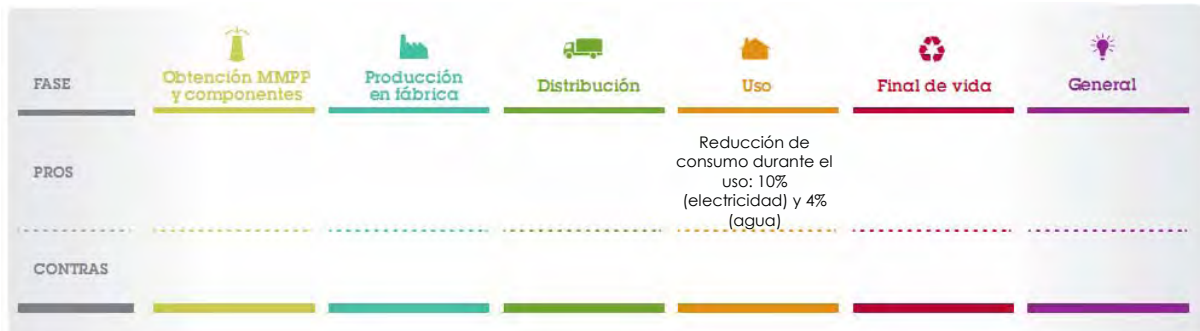 FASE
Obtención MMPP
y componentes
Producción
en fábrica
Distribución
Uso
Final de vida
General
PROS
Reducción de
consumo durante el
uso: 10%
(electricidad) y 4%
(agua)
CONTRAS